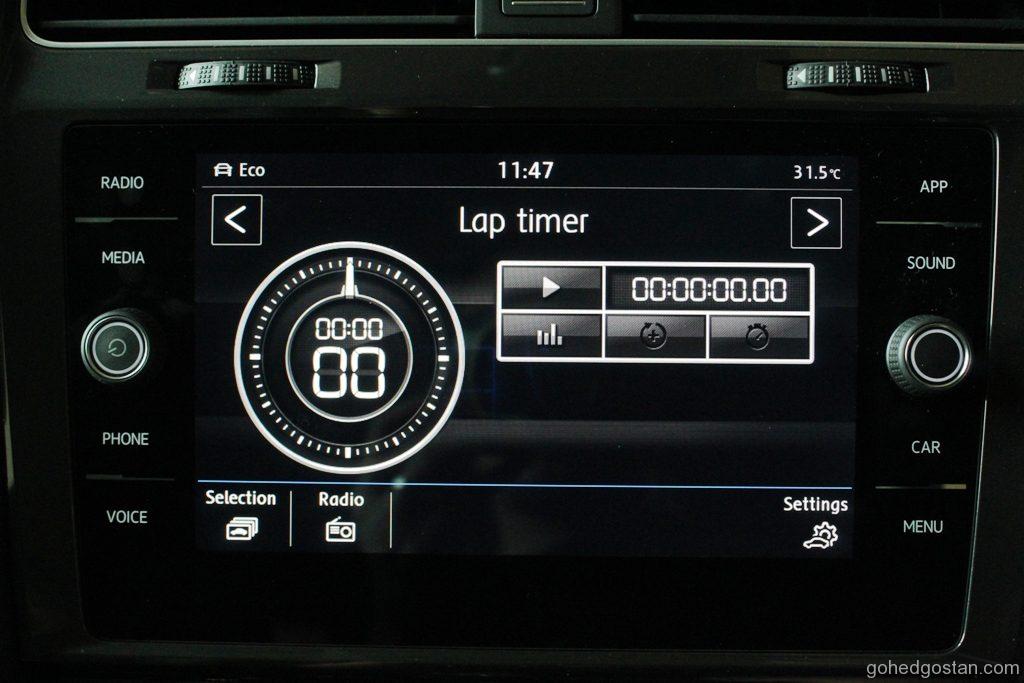 Eco 11:47 31.5°C
RADIO
APP
< Lap timer >
MEDIA
SOUND
00:00:00.00
00:00
00
PHONE
CAR
Selection Radio Settings
VOICE
MENU
gohedgostan.com